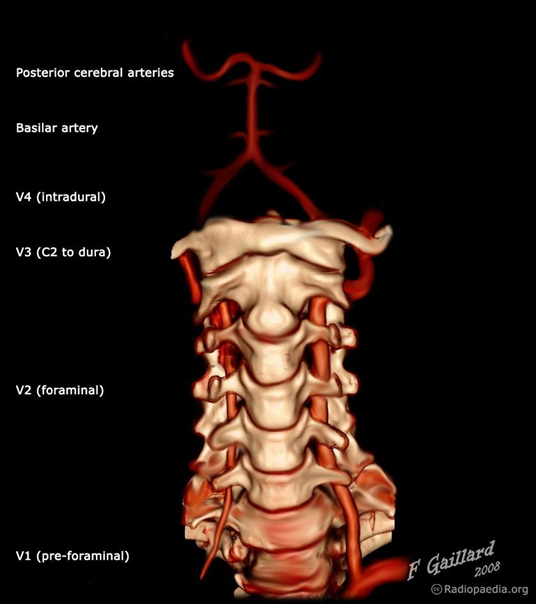 Posterior cerebral arteries
Basilar artery
V4 (intradural)
V3 (C2 to dura)
V2 (foraminal)
V1 (pre-foraminal)
F Gaillard
2008
cc Radiopaedia.org